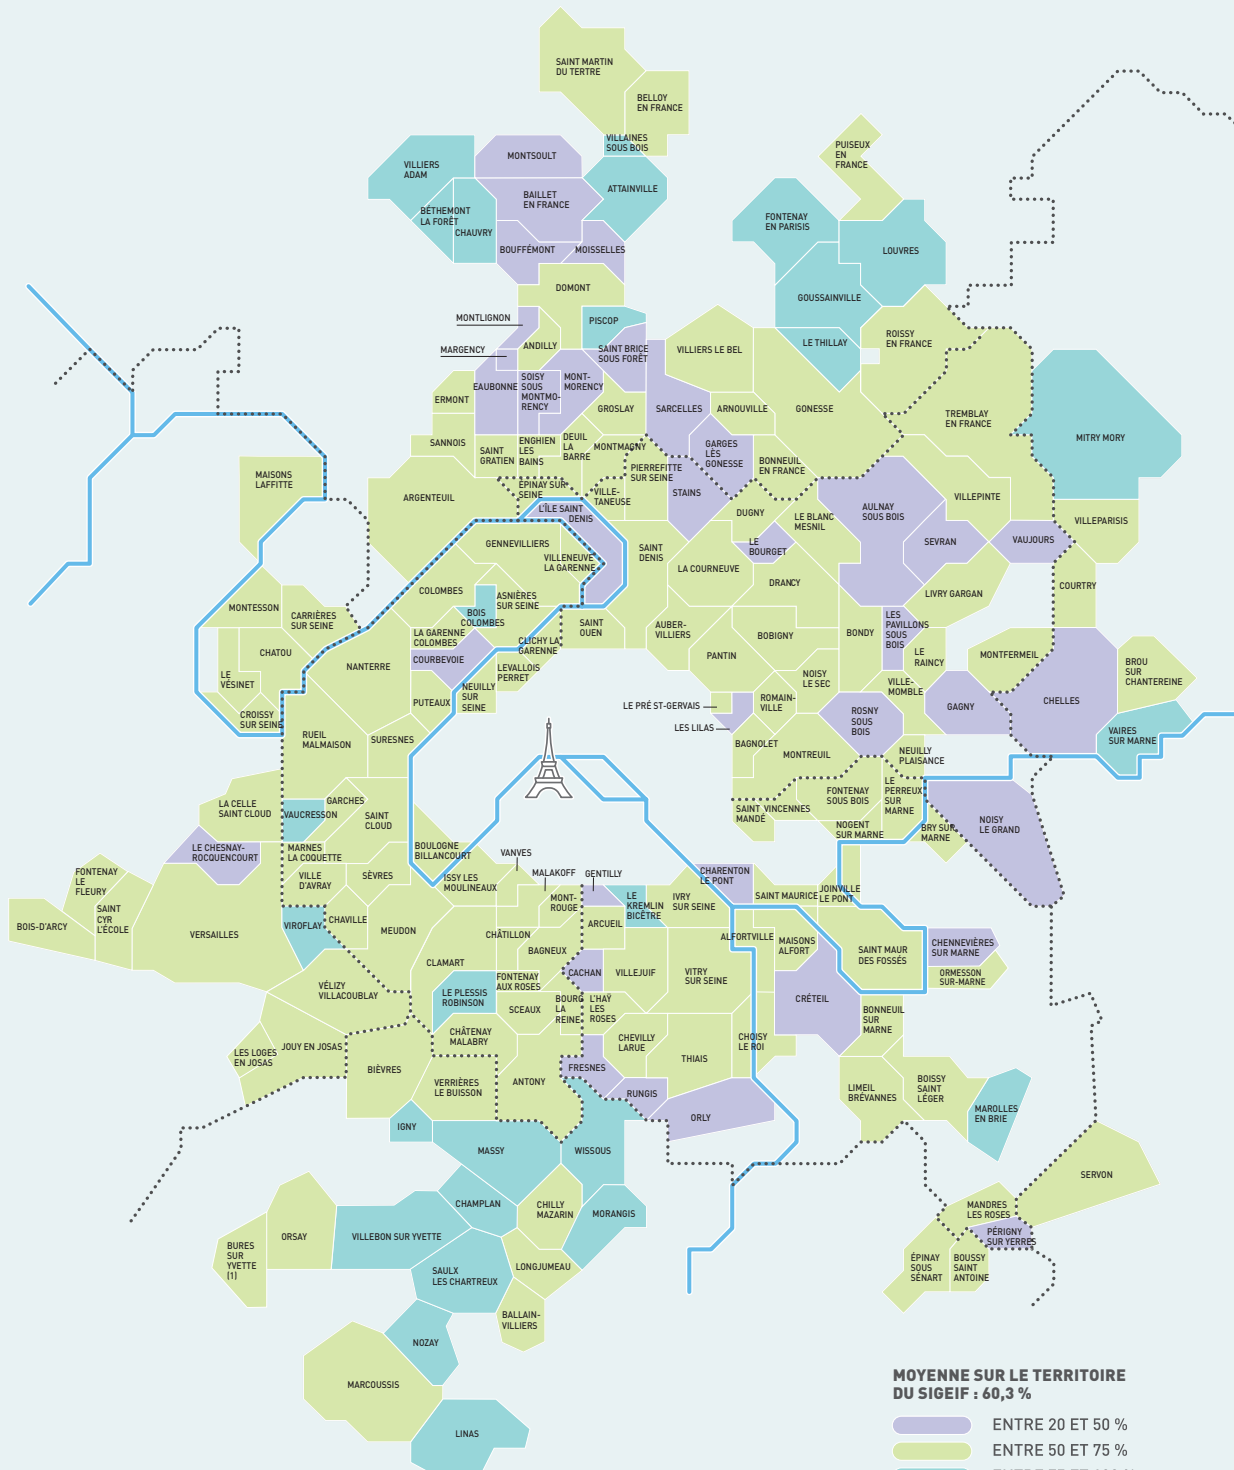 SAINT MARTIN
DU TERTRE
BELLOY
EN FRANCE
VILLAINES
SOUS BOIS
PUISEUX
EN
FRANCE
MONTSOULT
VILLIERS
ADAM
ATTAINVILLE
BAILLET
EN FRANCE
BÉTHEMONT
LA FORÊT
CHAUVRY
FONTENAY
EN PARISIS
LOUVRES
BOUFFÉMONT
MOISSELLES
DOMONT
GOUSSAINVILLE
MONTLIGNON
PISCOP
ROISSY
EN FRANCE
LE THILLAY
MARGENCY
ANDILLY
SAINT BRICE
SOUS FORÊT
VILLIERS LE BEL
EAUBONNE
SOISY
SOUS
MONTMO-
RENCY
MONT-
MORENCY
ERMONT
GROSLAY
SARCELLES
ARNOUVILLE
GONESSE
TREMBLAY
EN FRANCE
MITRY MORY
SANNOIS
SAINT
GRATIEN
ENGHIEN
LES
BAINS
DEUIL
LA
BARRE
MONTMAGNY
GARGES
LÈS
GONESSE
BONNEUIL
EN FRANCE
PIERREFITTE
SUR SEINE
MAISONS
LAFFITTE
ARGENTEUIL
ÉPINAY SUR
SEINE
VILLE-
TANEUSE
STAINS
VILLEPINTE
L'ÎLE SAINT
DENIS
DUGNY
LE BLANC
MESNIL
AULNAY
SOUS BOIS
VILLEPARISIS
GENNEVILLIERS
VILLENEUVE
LA GARENNE
SAINT
DENIS
LE
BOURGET
SEVRAN
VAUJOURS
LA COURNEUVE
DRANCY
COURTRY
COLOMBES
ASNIÈRES
SUR SEINE
LIVRY GARGAN
MONTESSON
CARRIÈRES
SUR SEINE
BOIS
COLOMBES
LA GARENNE
COLOMBES
SAINT
OUEN
AUBER-
VILLIERS
BOBIGNY
BONDY
LES
PAVILLONS
SOUS
BOIS
CHATOU
CLICHY LA
GARENNE
PANTIN
LE
RAINCY
MONTFERMEIL
BROU
SUR
CHANTEREINE
NANTERRE
COURBEVOIE
LEVALLOIS
PERRET
LE
VÉSINET
NOISY
LE SEC
VILLE-
MOMBLE
PUTEAUX
NEUILLY
SUR
SEINE
LE PRÉ ST-GERVAIS
ROMAIN-
VILLE
ROSNY
SOUS
BOIS
GAGNY
CHELLES
CROISSY
SUR SEINE
LES LILAS
VAIRES
SUR MARNE
RUEIL
MALMAISON
SURESNES
BAGNOLET
MONTREUIL
NEUILLY
PLAISANCE
LA CELLE
SAINT CLOUD
VAUCRESSON
GARCHES
SAINT
CLOUD
SAINT
MANDÉ
VINCENNES
FONTENAY
SOUS BOIS
LE
PERREUX
SUR
MARNE
NOISY
LE GRAND
NOGENT
SUR MARNE
BRY SUR
MARNE
LE CHESNAY-
ROCQUENCOURT
MARNES
LA COQUETTE
BOULOGNE
BILLANCOURT
VANVES
MALAKOFF
GENTILLY
CHARENTON
LE PONT
FONTENAY
LE
FLEURY
VILLE
D'AVRAY
SÈVRES
ISSY LES
MOULINEAUX
MONT-
ROUGE
LE
KREMLIN
BICÊTRE
IVRY
SUR SEINE
SAINT MAURICE
JOINVILLE
LE PONT
BOIS-D'ARCY
SAINT
CYR
L'ÉCOLE
VERSAILLES
VIROFLAY
CHAVILLE
MEUDON
CHÂTILLON
ARCUEIL
ALFORTVILLE
MAISONS
ALFORT
SAINT MAUR
DES FOSSÉS
CHENNEVIÈRES
SUR MARNE
CLAMART
BAGNEUX
CACHAN
VILLEJUIF
VITRY
SUR SEINE
ORMESSON
SUR-MARNE
VÉLIZY
VILLACOUBLAY
LE PLESSIS
ROBINSON
FONTENAY
AUX ROSES
SCEAUX
BOURG
LA
REINE
L'HAŸ
LES
ROSES
CRÉTEIL
BONNEUIL
SUR
MARNE
LES LOGES
EN JOSAS
JOUY EN JOSAS
CHÂTENAY
MALABRY
CHEVILLY
LARUE
THIAIS
CHOISY
LE ROI
BIÈVRES
VERRIÈRES
LE BUISSON
ANTONY
FRESNES
RUNGIS
ORLY
LIMEIL
BRÉVANNES
BOISSY
SAINT
LÉGER
MAROLLES
EN BRIE
IGNY
MASSY
WISSOUS
SERVON
CHAMPLAN
CHILLY
MAZARIN
MORANGIS
MANDRES
LES ROSES
PÉRIGNY
SUR YERRES
ORSAY
VILLEBON SUR YVETTE
BURES
SUR
YVETTE
(1)
SAULX
LES CHARTREUX
LONGJUMEAU
ÉPINAY
SOUS
SÉNART
BOUSSY
SAINT
ANTOINE
BALLAIN-
VILLIERS
NOZAY
MARCOUSSIS
LINAS
MOYENNE SUR LE TERRITOIRE
DU SIGEIF : 60,3 %
ENTRE 20 ET 50 %
ENTRE 50 ET 75 %